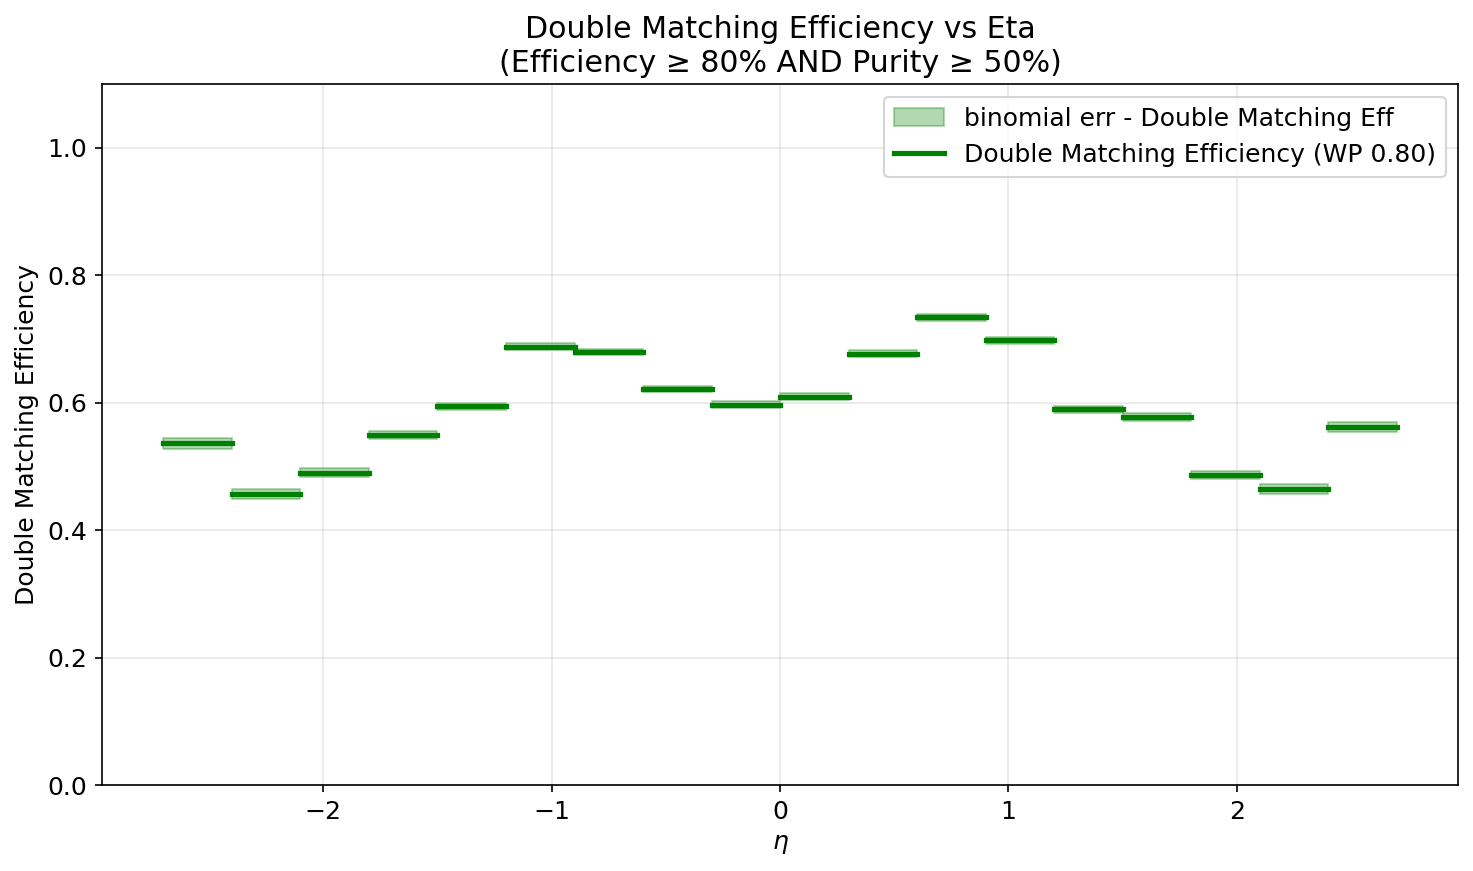 Double Matching Efficiency vs Eta
(Efficiency ≥ 80% AND Purity ≥ 50%)
binomial err - Double Matching Eff
Double Matching Efficiency (WP 0.80)
Double Matching Efficiency
1.0
0.8
0.6
0.4
0.2
0.0
−2
−1
0
1
2
η